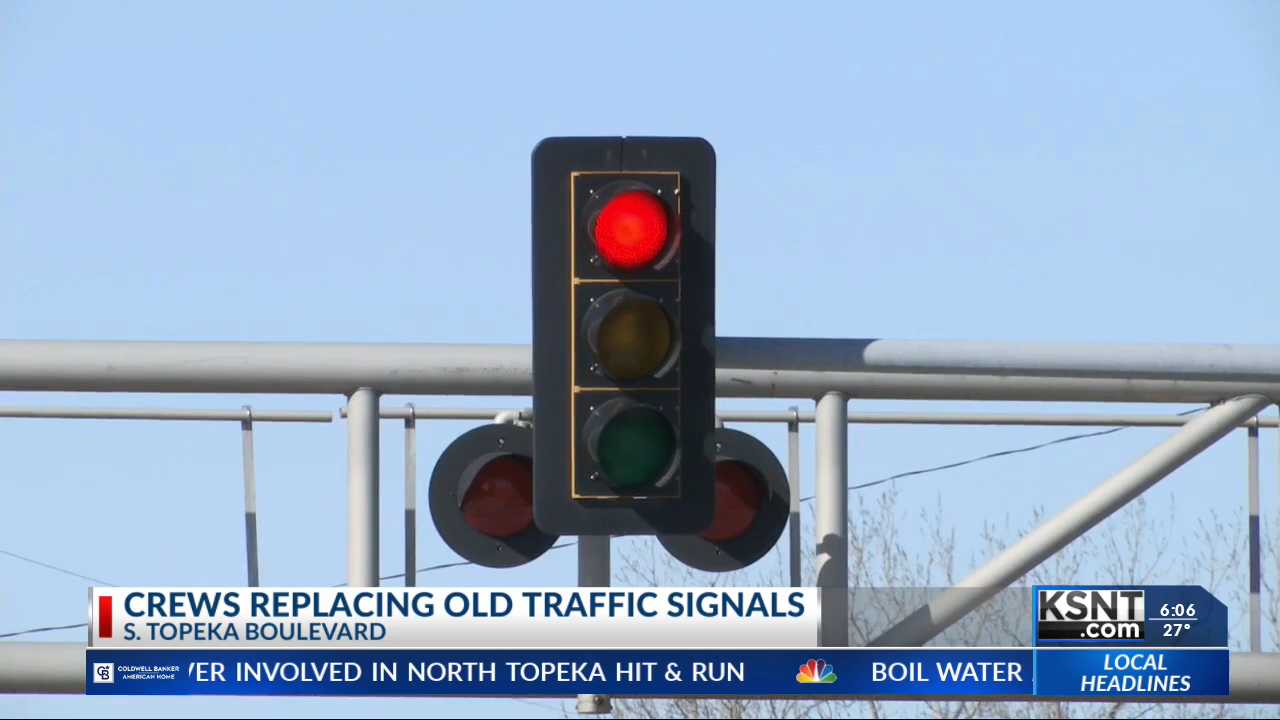 CREWS REPLACING OLD TRAFFIC SIGNALS
S. TOPEKA BOULEVARD
KSNT
.com
6:06
27°
CB
COLDWELL BANKER
AMERICAN HOME
VER INVOLVED IN NORTH TOPEKA HIT & RUN
BOIL WATER
LOCAL
HEADLINES